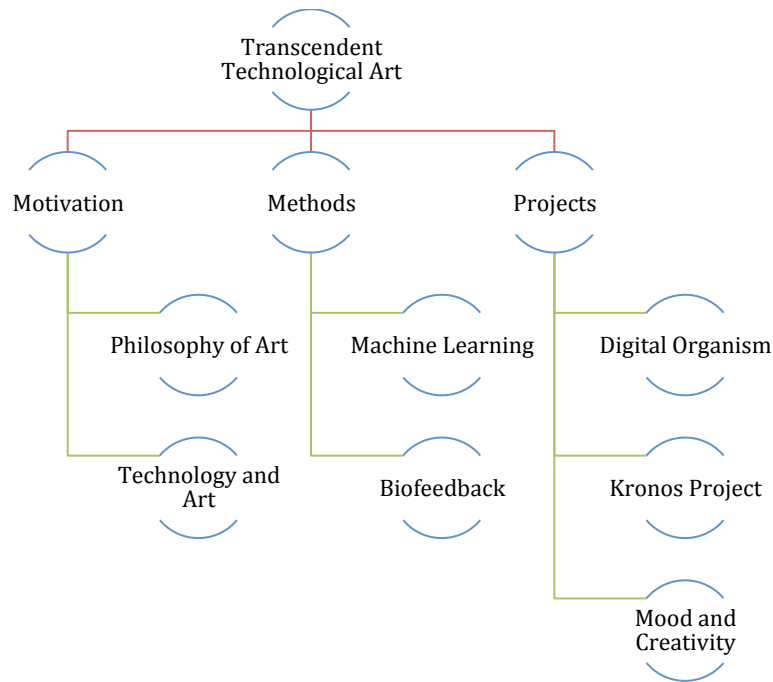 Transcendent
Technological Art
Motivation
Methods
Projects
Philosophy of Art
Machine Learning
Digital Organism
Technology and
Art
Biofeedback
Kronos Project
Mood and
Creativity